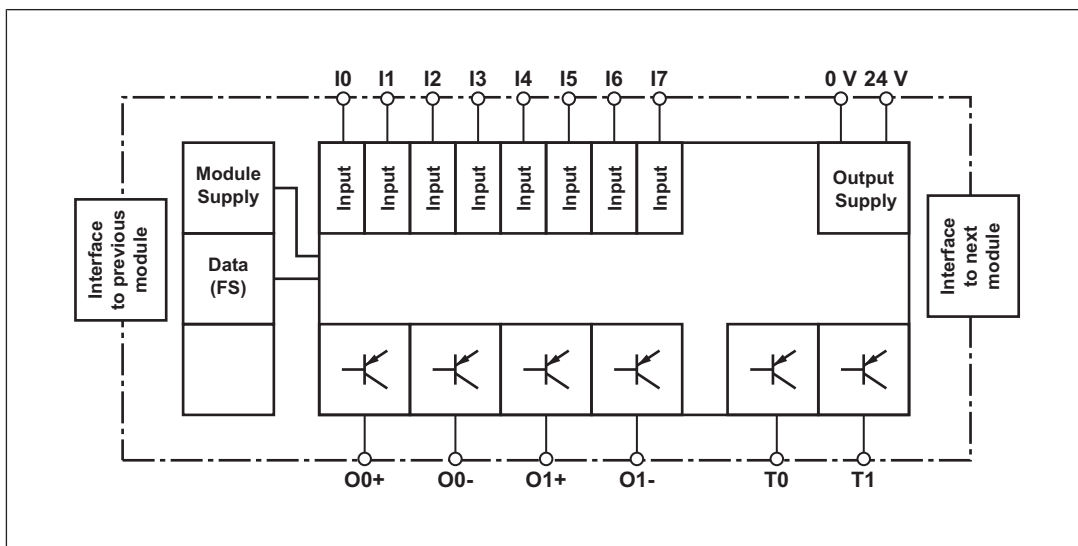 I0 I1 I2 I3 I4 I5 I6 I7 0 V 24 V
Module
Supply
Input Input Input Input Input Input Input Input
Output
Supply
Interface
to previous
module
Data
(FS)
Interface
to next
module
O0+ O0- O1+ O1- T0 T1